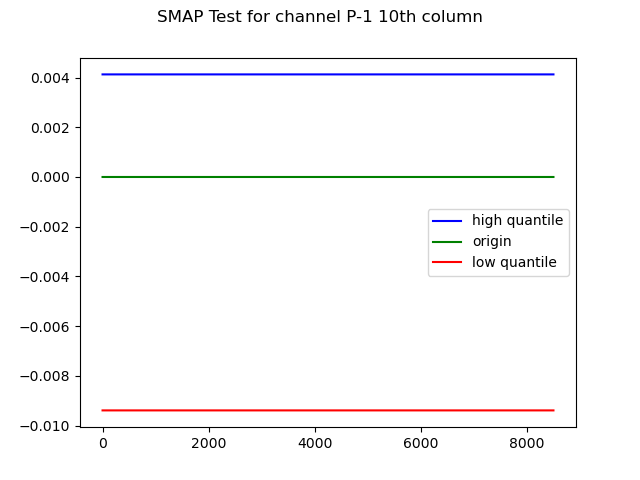 SMAP Test for channel P-1 10th column
0.004
0.002
0.000
−0.002
−0.004
−0.006
−0.008
−0.010
high quantile
origin
low quantile
0 2000 4000 6000 8000